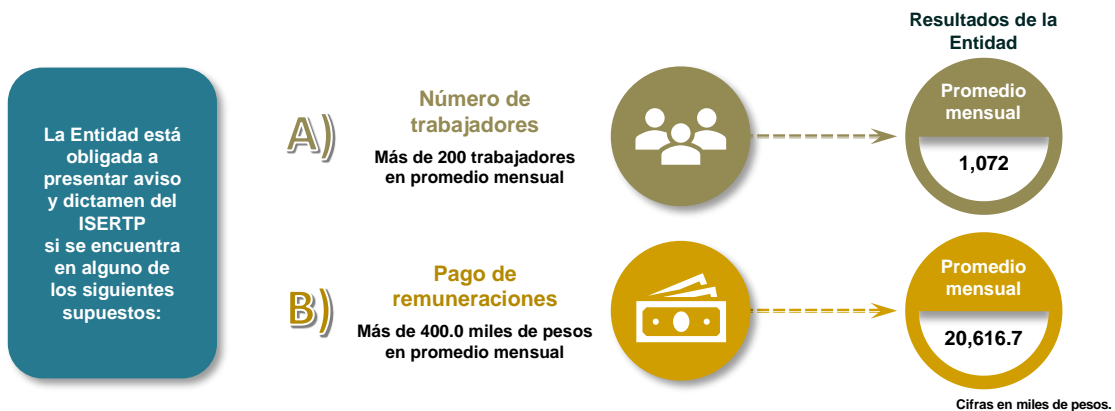 La Entidad está
obligada a
presentar aviso
y dictamen del
ISERTP
si se encuentra
en alguno de
los siguientes
supuestos:
A)
Número de
trabajadores
Más de 200 trabajadores
en promedio mensual
Resultados de la
Entidad
Promedio
mensual
1,072
B)
Pago de
remuneraciones
Más de 400.0 miles de pesos
en promedio mensual
Promedio
mensual
20,616.7
Cifras en miles de pesos.